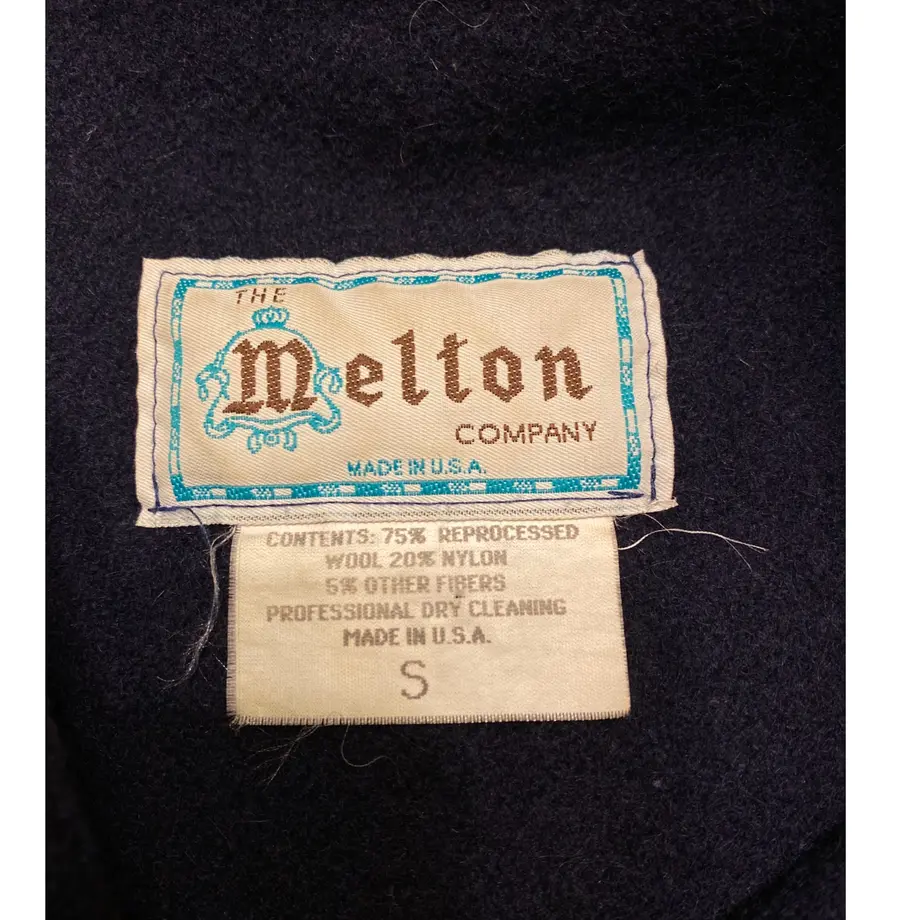 THE
Melton
COMPANY
MADE IN U.S.A.
CONTENTS: 75% REPROCESSED
WOOL 20% NYLON
5% OTHER FIBERS
PROFESSIONAL DRY CLEANING
MADE IN U.S.A.
S